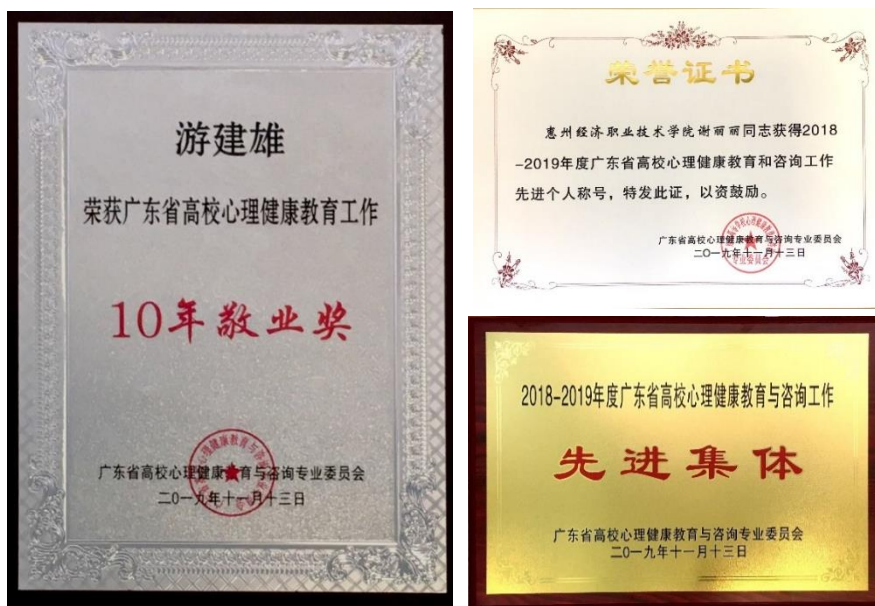 游建雄
荣获广东省高校心理健康教育工作
10年敬业奖
广东省高校心理健康教育与咨询专业委员会
二〇一九年十一月十三日
荣誉证书
惠州经济职业技术学院谢丽丽同志获得2018
-2019年度广东省高校心理健康教育和咨询工作
先进个人称号，特发此证，以资鼓励。
广东省高校心理健康教育与咨询专业委员会
二〇一九年十一月十三日
2018-2019年度广东省高校心理健康教育与咨询工作
先进集体
广东省高校心理健康教育与咨询专业委员会
二〇一九年十一月十三日